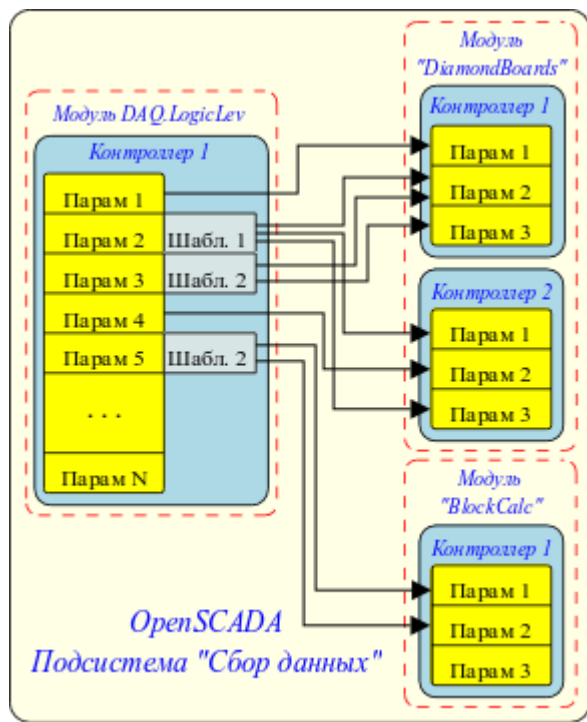 Модуль DAQ.LogicLev
Контроллер 1
Парам 1
Парам 2
Шабл. 1
Парам 3
Шабл. 2
Парам 4
Парам 5
Шабл. 2
. . .
Парам N
Модуль
"DiamondBoards"
Контроллер 1
Парам 1
Парам 2
Парам 3
Контроллер 2
Парам 1
Парам 2
Парам 3
Модуль
"BlockCalc"
Контроллер 1
Парам 1
Парам 2
Парам 3
OpenSCADA
Подсистема "Сбор данных"